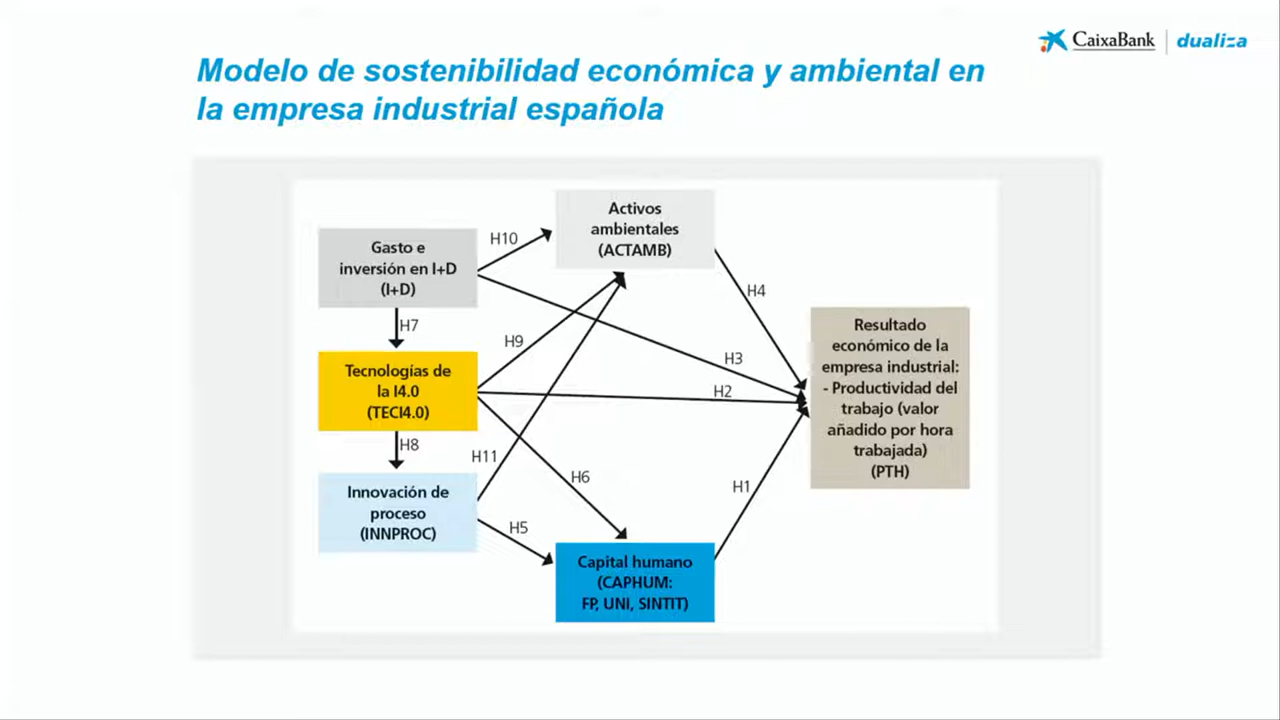 CaixaBank | dualiza
Modelo de sostenibilidad económica y ambiental en
la empresa industrial española
Gasto e
inversión en I+D
(I+D)
H7
Tecnologías de
la I4.0
(TECI4.0)
H8
Innovación de
proceso
(INNPROC)
H10
H9
H11
H5
H6
Activos
ambientales
(ACTAMB)
Capital humano
(CAPHUM:
FP, UNI, SINTIT)
H4
H3
H2
H1
Resultado
económico de la
empresa industrial:
- Productividad del
trabajo (valor
añadido por hora
trabajada)
(PTH)